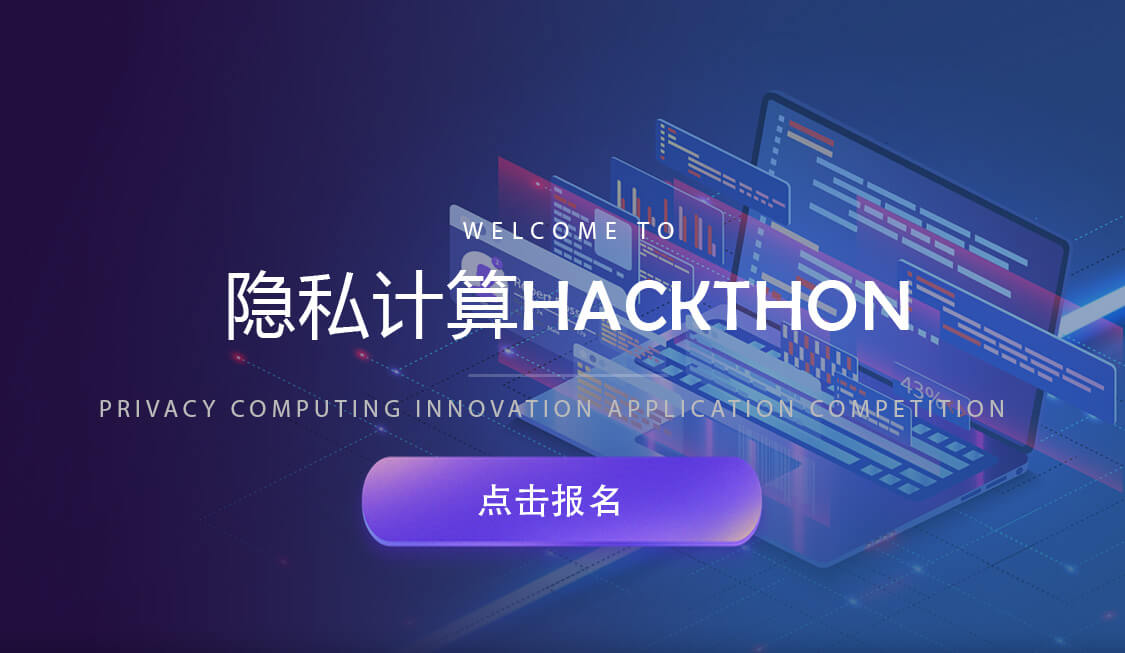 WELCOME TO
隐私计算HACKTHON
43%
PRIVACY COMPUTING INNOVATION APPLICATION COMPETITION
点击报名